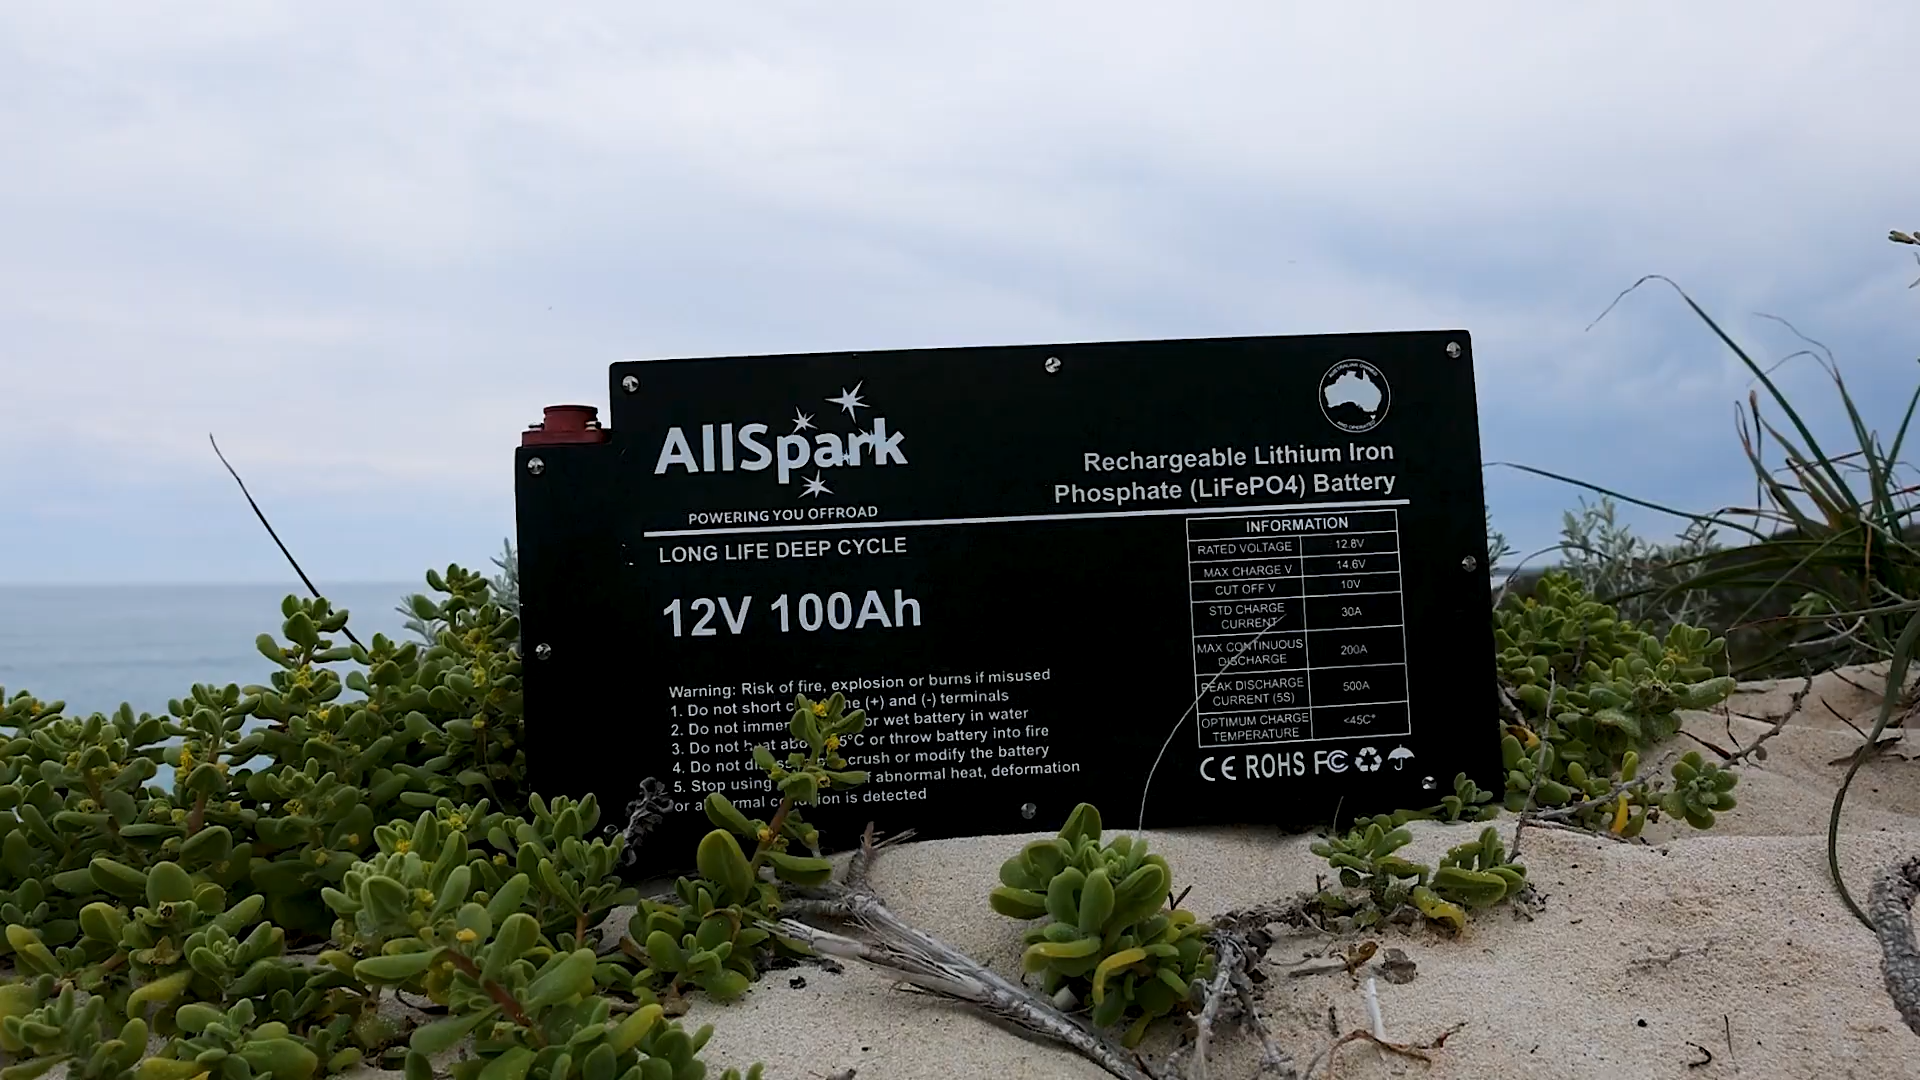 AllSpark
POWERING YOU OFFROAD
AUSTRALIAN OWNED
AND OPERATED
Rechargeable Lithium Iron
Phosphate (LiFePO4) Battery
LONG LIFE DEEP CYCLE
12V 100Ah
Warning: Risk of fire, explosion or burns if misused
1. Do not short (+) and (-) terminals
2. Do not or wet battery in water
3. Do not C or throw battery into fire
4. Do not crush or modify the battery
5. Stop using abnormal heat, deformation
or is detected
INFORMATION
RATED VOLTAGE 12.8V
MAX CHARGE V 14.6V
CUT OFF V 10V
STD CHARGE
CURRENT 30A
MAX CONTINUOUS
DISCHARGE 200A
PEAK DISCHARGE
CURRENT (5S) 500A
OPTIMUM CHARGE
TEMPERATURE <45C°
CE ROHS FC